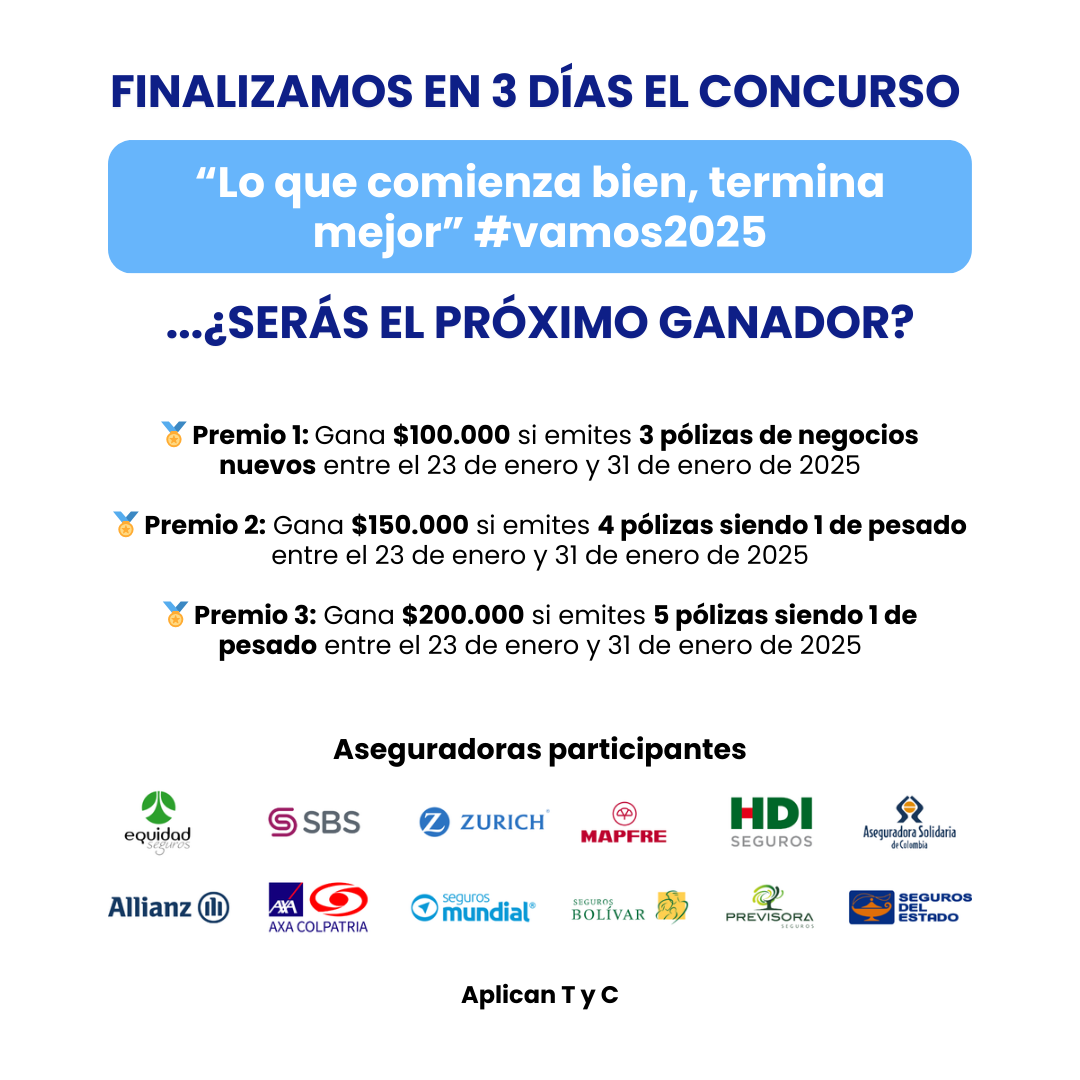 FINALIZAMOS EN 3 DÍAS EL CONCURSO
“Lo que comienza bien, termina
mejor” #vamos2025
...¿SERÁS EL PRÓXIMO GANADOR?
Premio 1: Gana $100.000 si emites 3 pólizas de negocios
nuevos entre el 23 de enero y 31 de enero de 2025
Premio 2: Gana $150.000 si emites 4 pólizas siendo 1 de pesado
entre el 23 de enero y 31 de enero de 2025
Premio 3: Gana $200.000 si emites 5 pólizas siendo 1 de
pesado entre el 23 de enero y 31 de enero de 2025
Aseguradoras participantes
equidad
seguros
SBS
ZURICH®
MAPFRE
HDI
SEGUROS
Aseguradora Solidaria
de Colombia
Allianz
AXA
AXA COLPATRIA
seguros
mundial®
SEGUROS
BOLÍVAR
PREVISORA
SEGUROS
SEGUROS
DEL
ESTADO
Aplican T y C